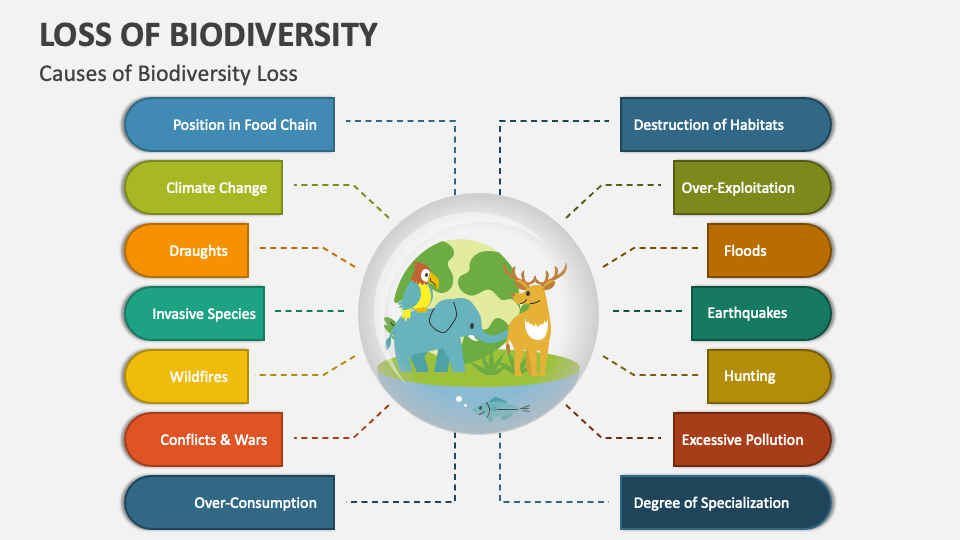 LOSS OF BIODIVERSITY
Causes of Biodiversity Loss
Position in Food Chain
Climate Change
Draughts
Invasive Species
Wildfires
Conflicts & Wars
Over-Consumption
Destruction of Habitats
Over-Exploitation
Floods
Earthquakes
Hunting
Excessive Pollution
Degree of Specialization